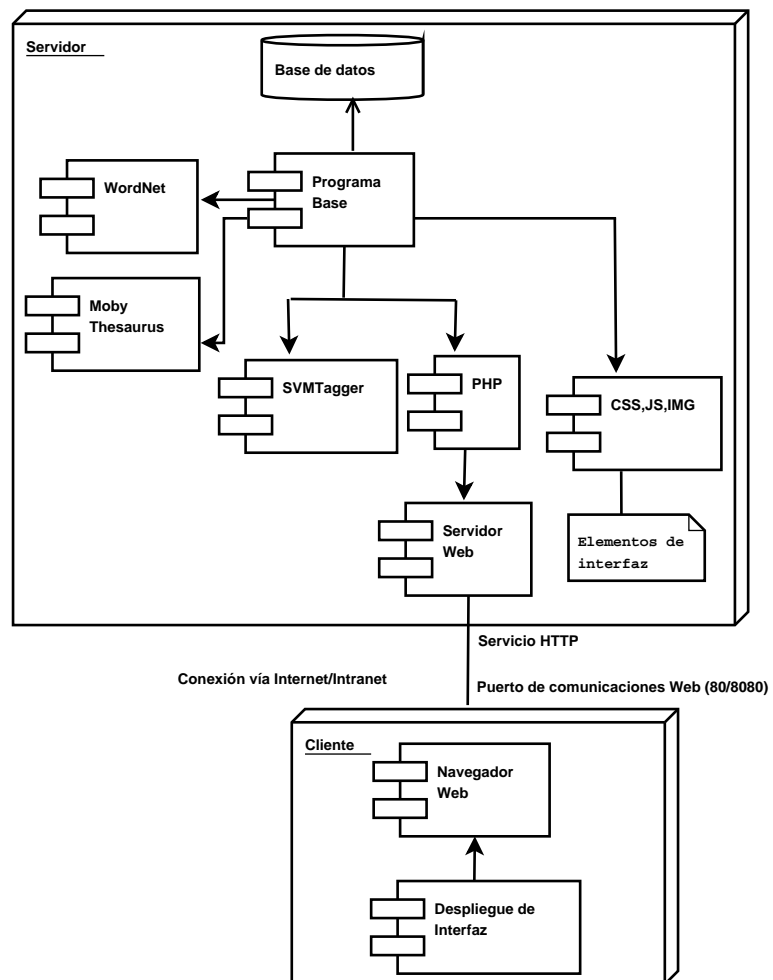 Servidor
Base de datos
WordNet
Programa
Base
Moby
Thesaurus
SVMTagger
PHP
CSS,JS,IMG
Servidor
Web
Elementos de
interfaz
Servicio HTTP
Conexión vía Internet/Intranet
Puerto de comunicaciones Web (80/8080)
Cliente
Navegador
Web
Despliegue de
Interfaz